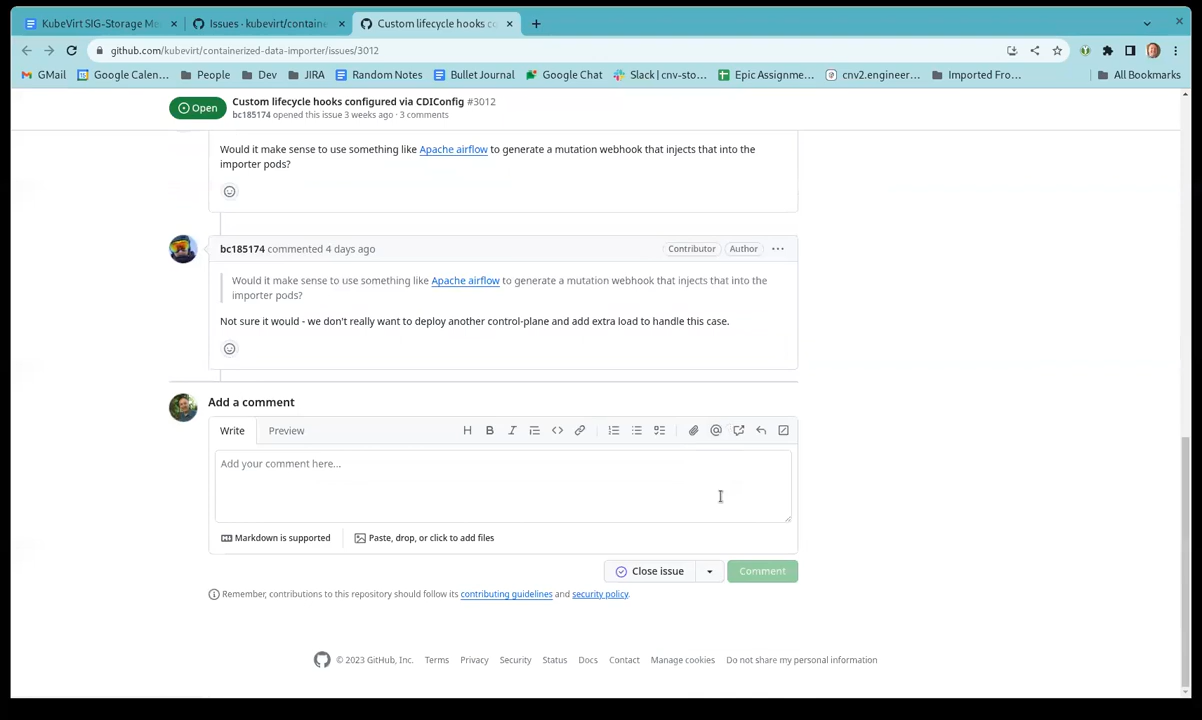 KubeVirt SIG-Storage Me
Issues · kubevirt/containe
Custom lifecycle hooks co
github.com/kubevirt/containerized-data-importer/issues/3012
GMail
Google Calen...
People
Dev
JIRA
Random Notes
Bullet Journal
Google Chat
Slack | cnv-sto...
Epic Assignme...
cnv2.engineer...
Imported Fro...
All Bookmarks
Open
Custom lifecycle hooks configured via CDIConfig #3012
bc185174 opened this issue 3 weeks ago · 3 comments
Would it make sense to use something like Apache airflow to generate a mutation webhook that injects that into the
importer pods?
bc185174 commented 4 days ago
Contributor
Author
Would it make sense to use something like Apache airflow to generate a mutation webhook that injects that into the
importer pods?
Not sure it would - we don't really want to deploy another control-plane and add extra load to handle this case.
Add a comment
Write
Preview
Add your comment here...
Markdown is supported
Paste, drop, or click to add files
Close issue
Comment
Remember, contributions to this repository should follow its contributing guidelines and security policy.
© 2023 GitHub, Inc.
Terms
Privacy
Security
Status
Docs
Contact
Manage cookies
Do not share my personal information